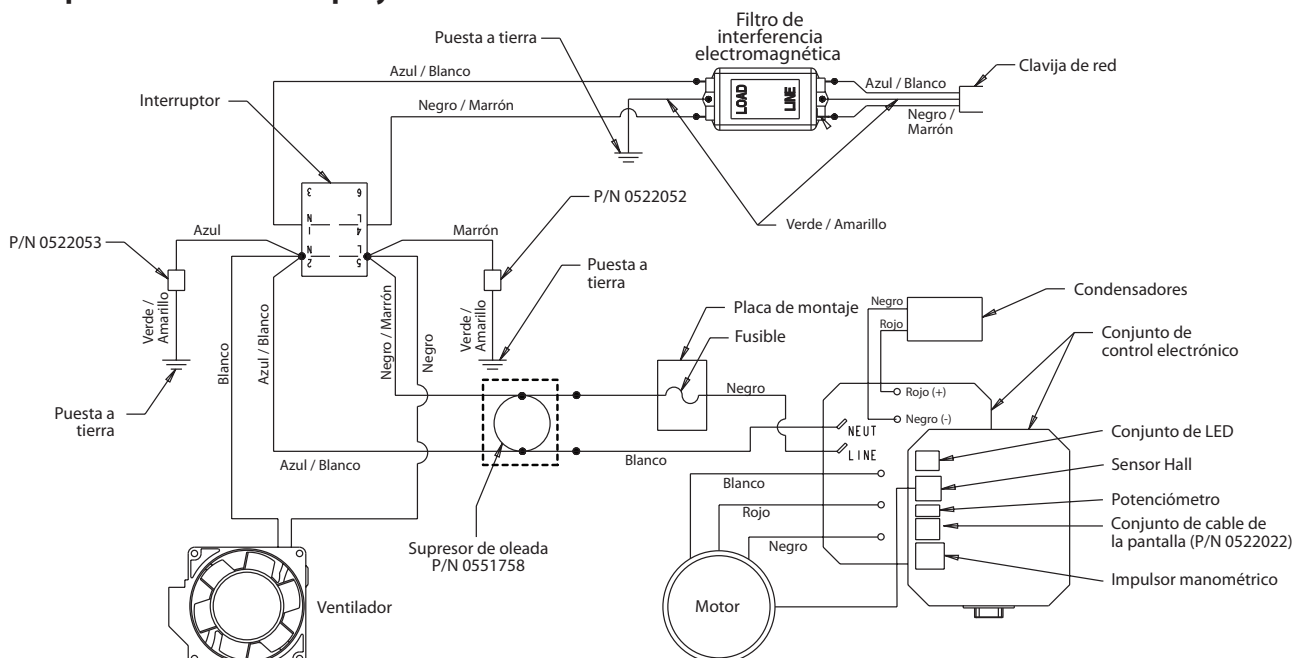 Filtro de
interferencia
electromagnética
Puesta a tierra
Clavija de red
Azul / Blanco
Azul / Blanco
LOAD
LINE
Interruptor
Negro / Marrón
Negro /
Marrón
3
6
N
L
1
4
N
L
2
5
P/N 0522052
Verde / Amarillo
P/N 0522053
Azul
Marrón
Puesta a
tierra
Verde /
Amarillo
Blanco
Azul / Blanco
Negro / Marrón
Negro
Verde /
Amarillo
Placa de montaje
Fusible
Negro
Rojo
Condensadores
Conjunto de
control electrónico
Puesta a
tierra
Negro
Rojo (+)
Negro (-)
NEUT
LINE
Azul / Blanco
Blanco
Conjunto de LED
Sensor Hall
Potenciómetro
Conjunto de cable de
la pantalla (P/N 0522022)
Impulsor manométrico
Blanco
Rojo
Negro
Supresor de oleada
P/N 0551758
Ventilador
Motor